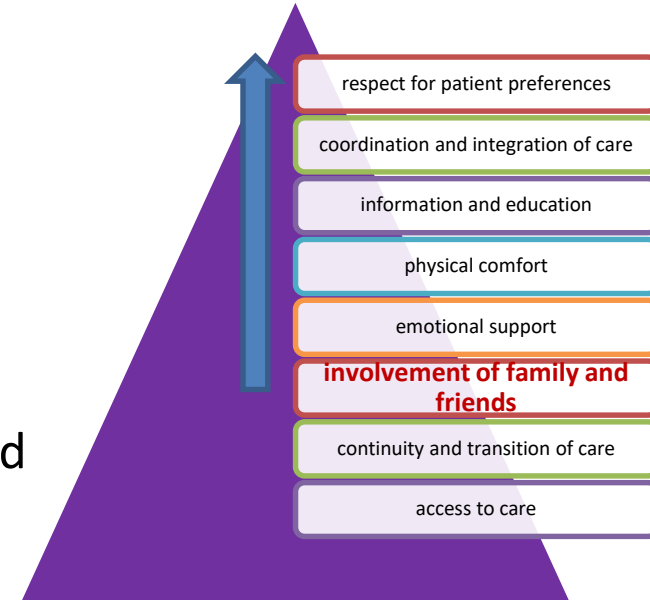 respect for patient preferences
coordination and integration of care
information and education
physical comfort
emotional support
involvement of family and
friends
d
continuity and transition of care
access to care